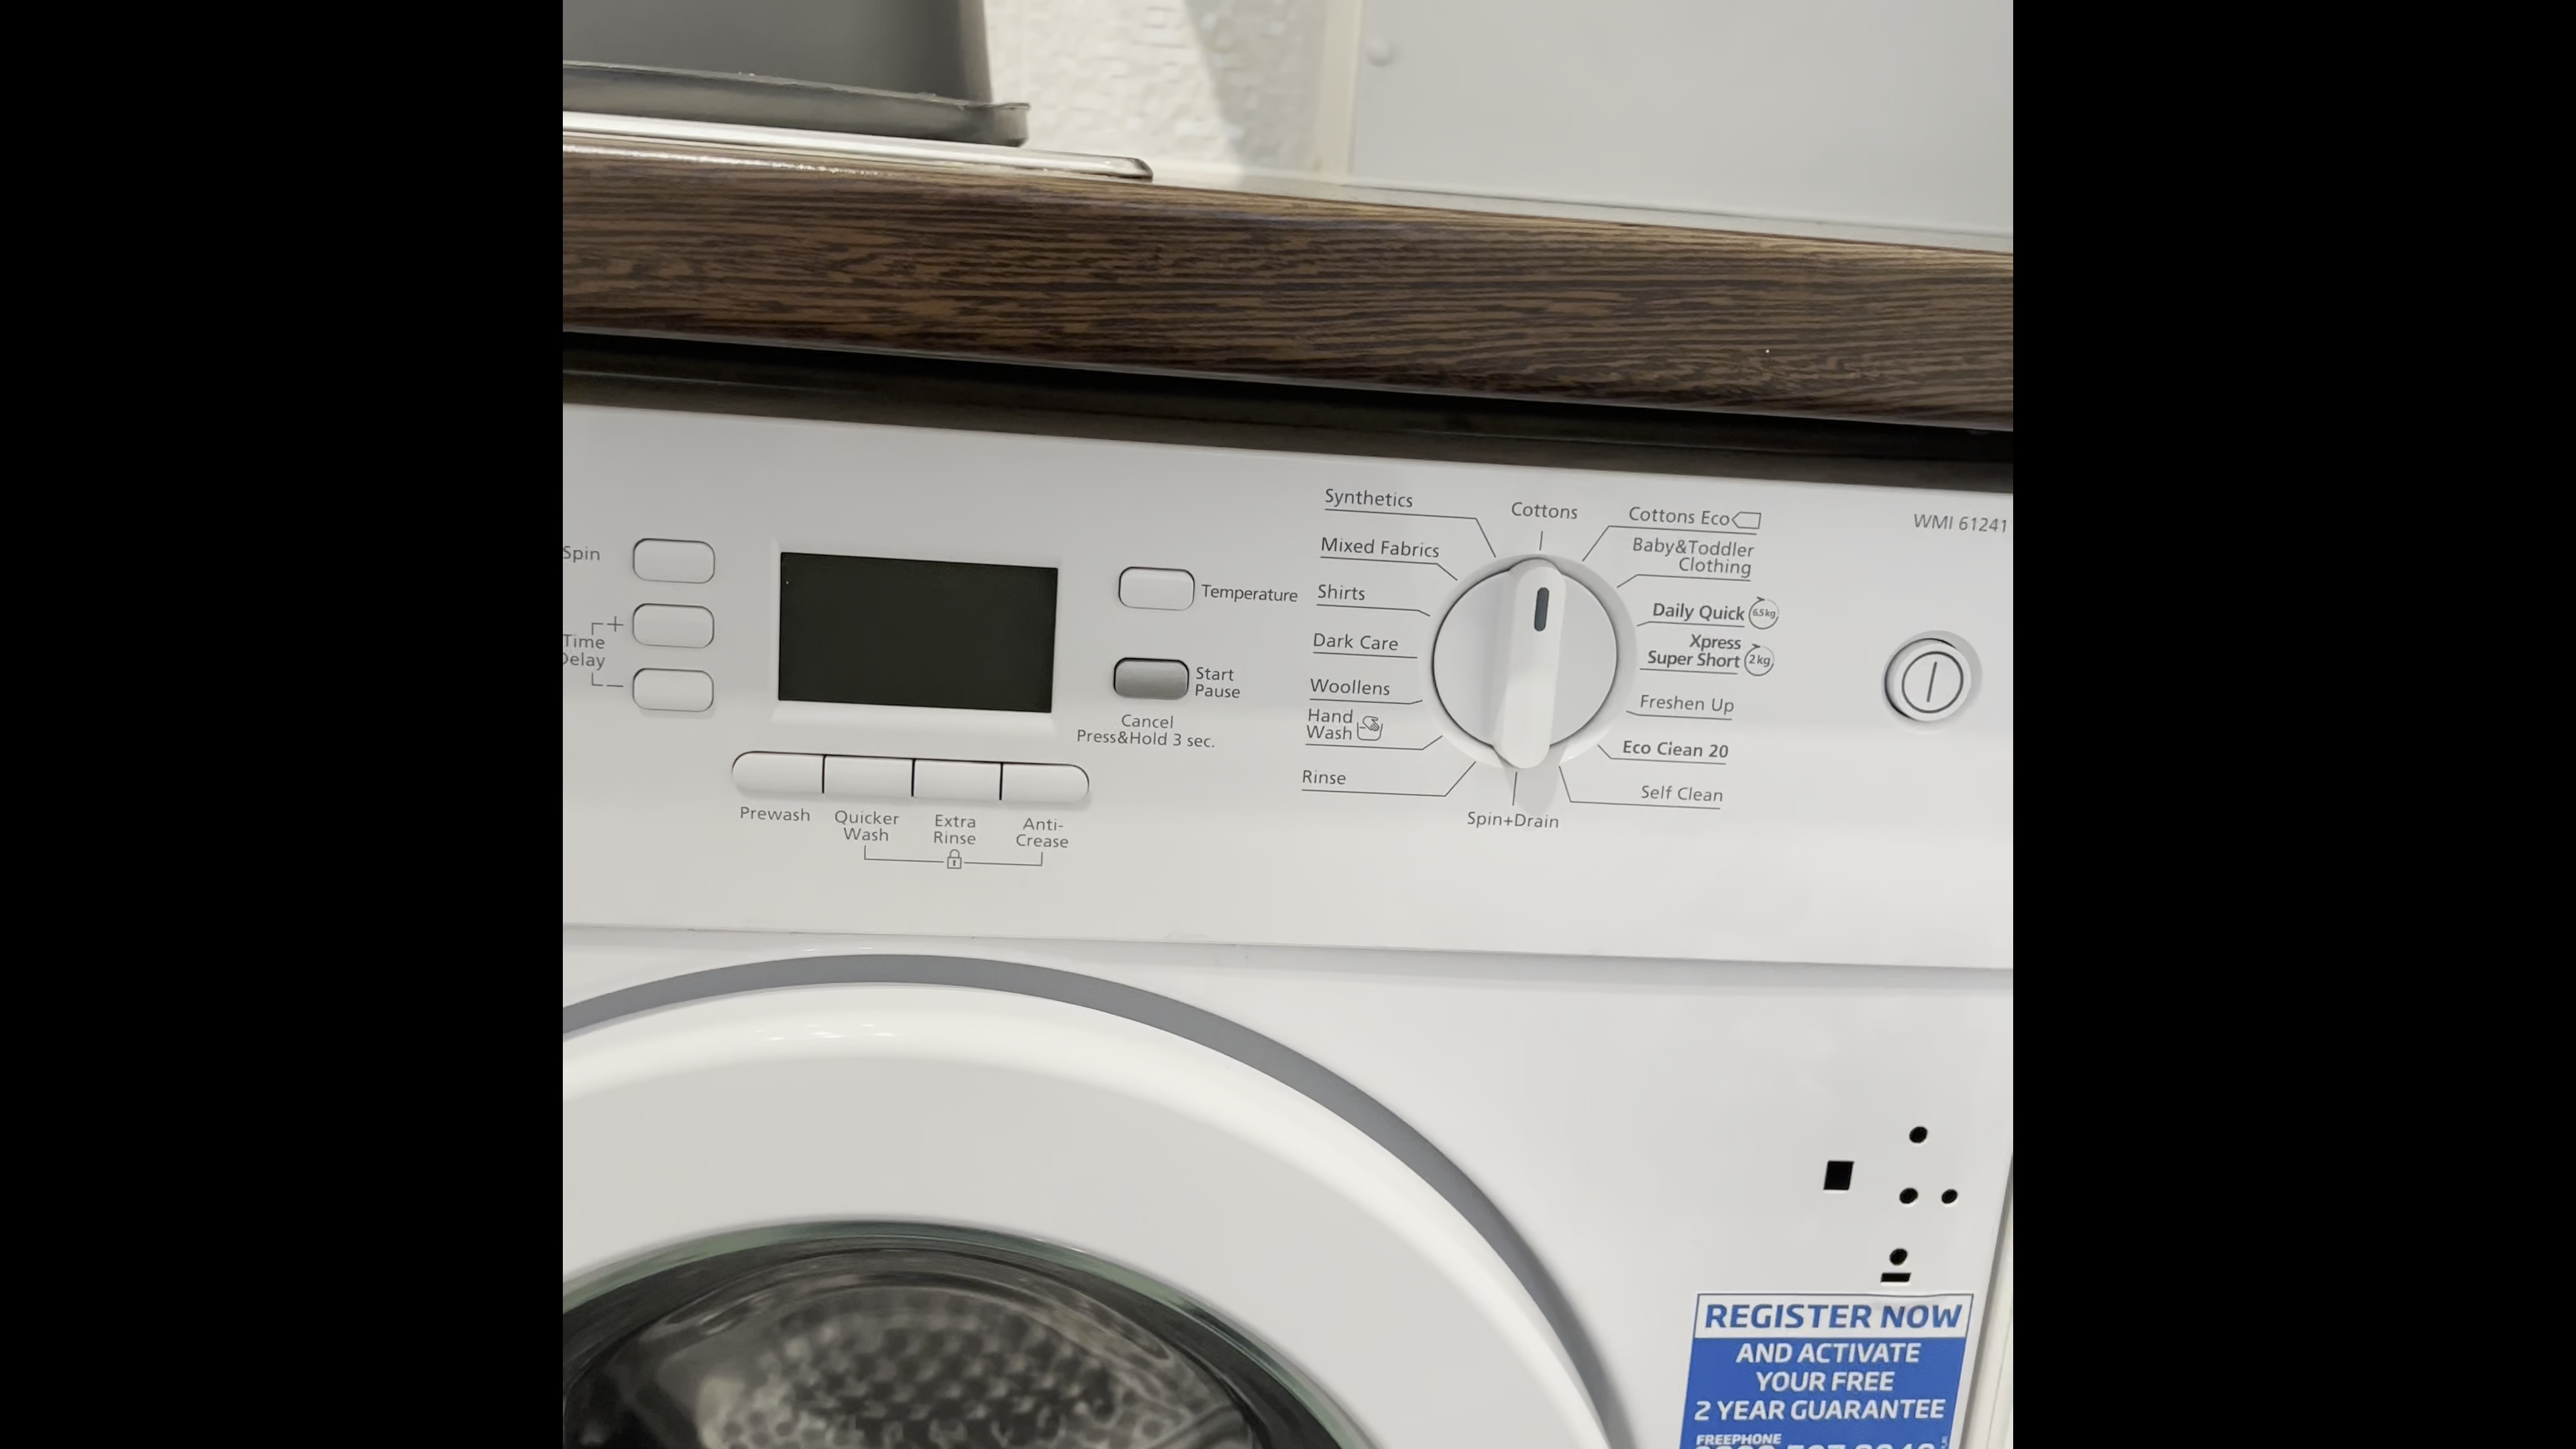 Spin
+
Time
Delay
−
Temperature
Start
Pause
Cancel
Press&Hold 3 sec.
Prewash
Quicker
Wash
Extra
Rinse
Anti-
Crease
Synthetics
Mixed Fabrics
Shirts
Dark Care
Woollens
Hand
Wash
Rinse
Cottons
Cottons Eco
Baby&Toddler
Clothing
Daily Quick 6.5kg
Xpress
Super Short 2kg
Freshen Up
Eco Clean 20
Self Clean
Spin+Drain
WMI 61241
REGISTER NOW
AND ACTIVATE
YOUR FREE
2 YEAR GUARANTEE
FREEPHONE